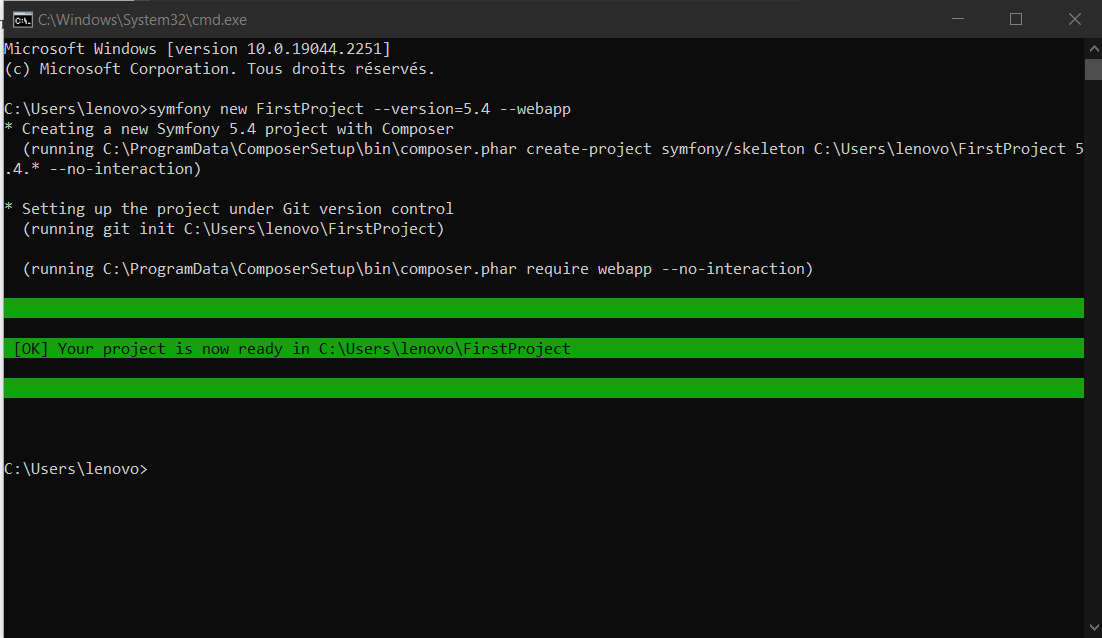 C:\Windows\System32\cmd.exe
Microsoft Windows [version 10.0.19044.2251]
(c) Microsoft Corporation. Tous droits réservés.
C:\Users\lenovo>symfony new FirstProject --version=5.4 --webapp
* Creating a new Symfony 5.4 project with Composer
(running C:\ProgramData\ComposerSetup\bin\composer.phar create-project symfony/skeleton C:\Users\lenovo\FirstProject 5
.4.* --no-interaction)
* Setting up the project under Git version control
(running git init C:\Users\lenovo\FirstProject)
(running C:\ProgramData\ComposerSetup\bin\composer.phar require webapp --no-interaction)
[OK] Your project is now ready in C:\Users\lenovo\FirstProject
C:\Users\lenovo>